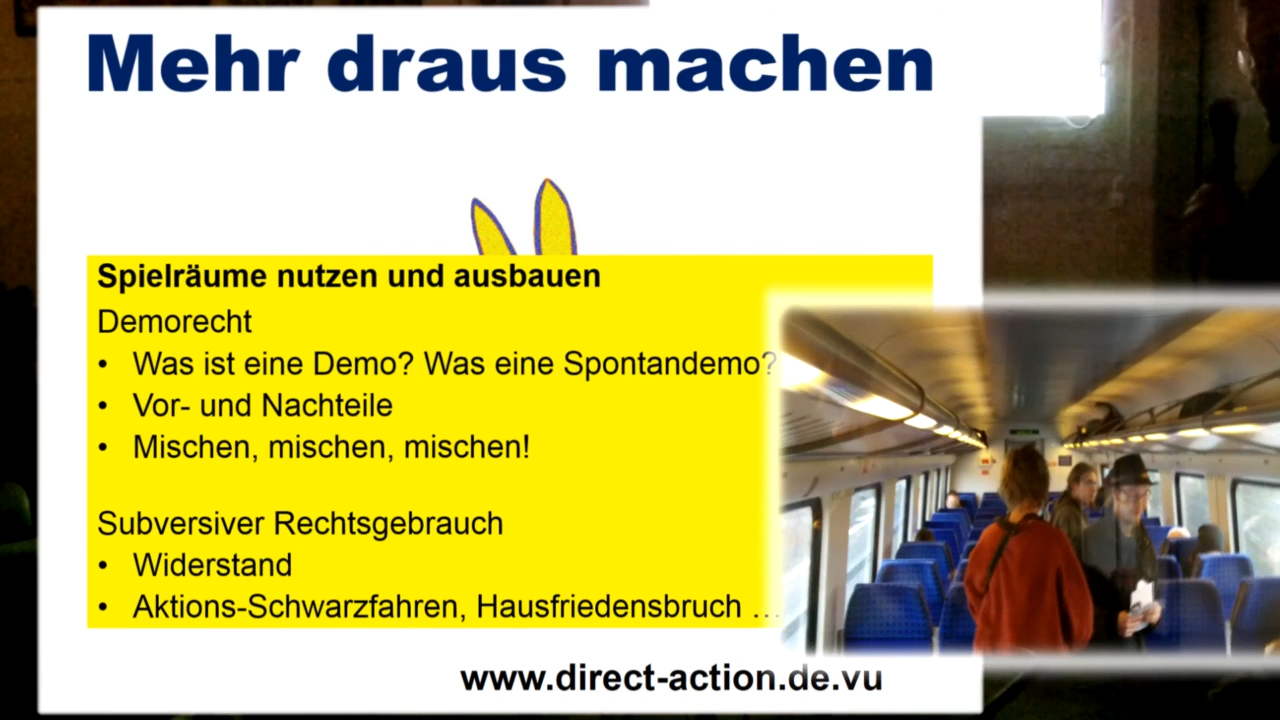 Mehr draus machen
Spielräume nutzen und ausbauen
Demorecht
• Was ist eine Demo? Was eine Spontandemo?
• Vor- und Nachteile
• Mischen, mischen, mischen!
Subversiver Rechtsgebrauch
• Widerstand
• Aktions-Schwarzfahren, Hausfriedensbruch …
www.direct-action.de.vu